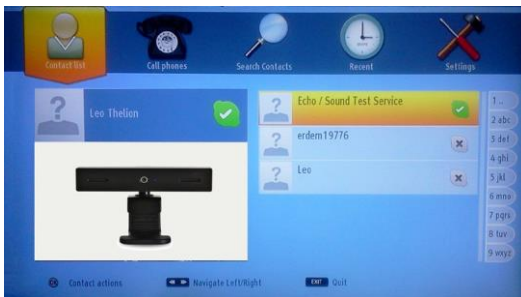 Contact list
Call phones
Search Contacts
Recent
Settings
Leo Thelion
Echo / Sound Test Service
erdem19776
Leo
1 ..
2 abc
3 def
4 ghi
5 jkl
6 mno
7 pqrs
8 tuv
9 wxyz
OK Contact actions
Navigate Left/Right
EXIT Quit